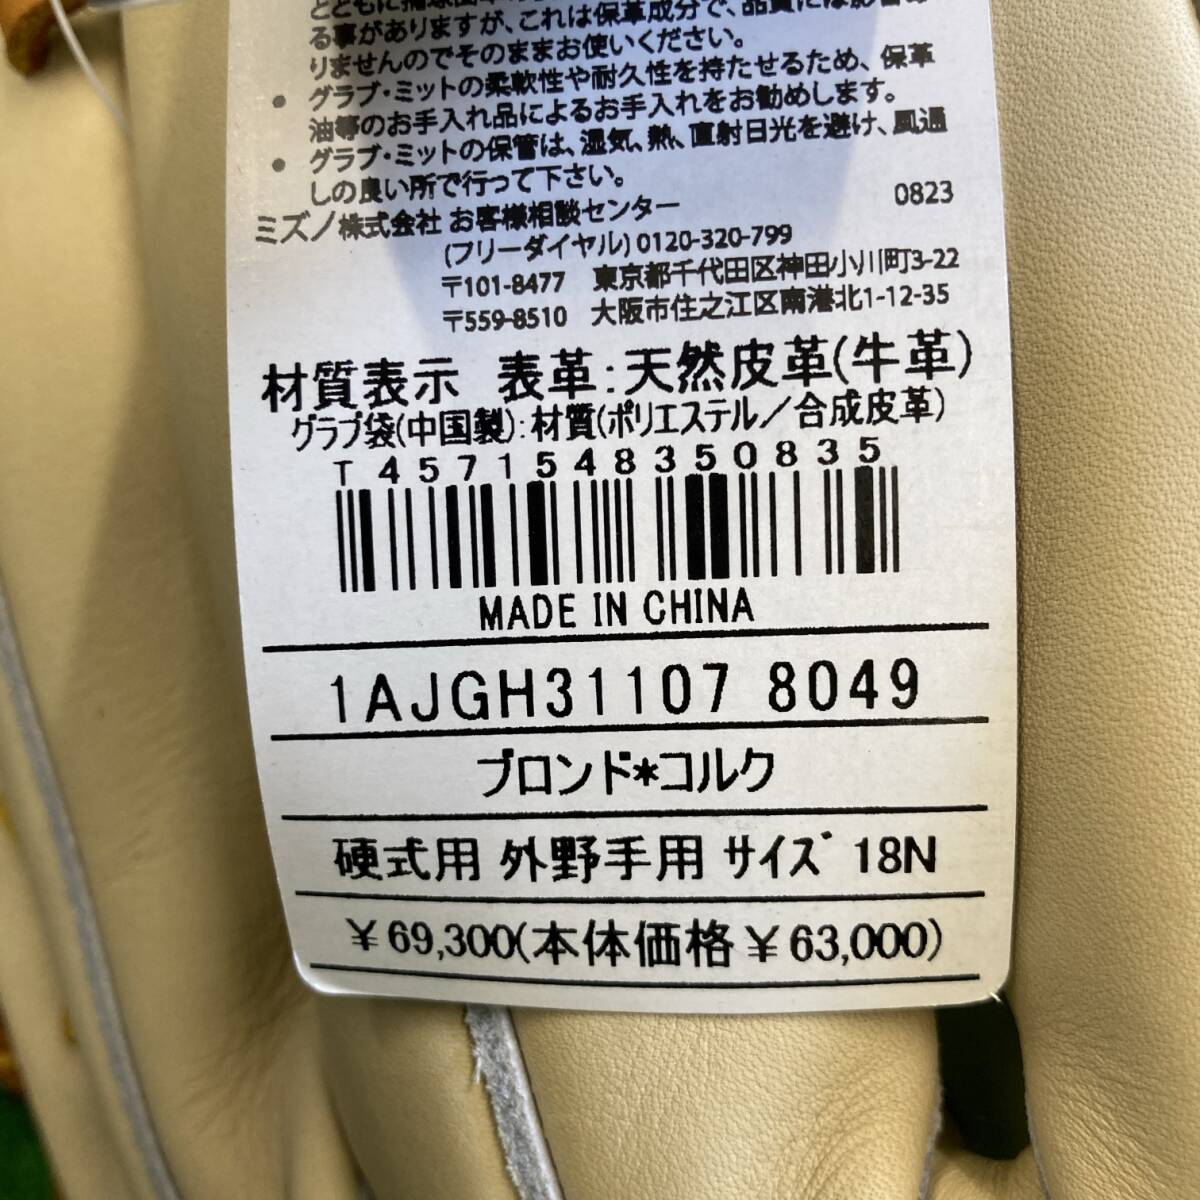 る事がありますが、これは保革成分で、品質には影響あ
りませんのでそのままお使いください。
● グラブ・ミットの柔軟性や耐久性を持たせるため、保革
油等のお手入れ品によるお手入れをお勧めします。
● グラブ・ミットの保管は、湿気、熱、直射日光を避け、風通
しの良い所で行って下さい。
ミズノ株式会社 お客様相談センター 0823
(フリーダイヤル) 0120-320-799
〒101-8477 東京都千代田区神田小川町3-22
〒559-8510 大阪市住之江区南港北1-12-35
材質表示 表革:天然皮革(牛革)
グラブ袋(中国製):材質(ポリエステル/合成皮革)
T4571548350835
MADE IN CHINA
1AJGH31107 8049
ブロンド*コルク
硬式用 外野手用 サイズ 18N
¥69,300(本体価格¥63,000)